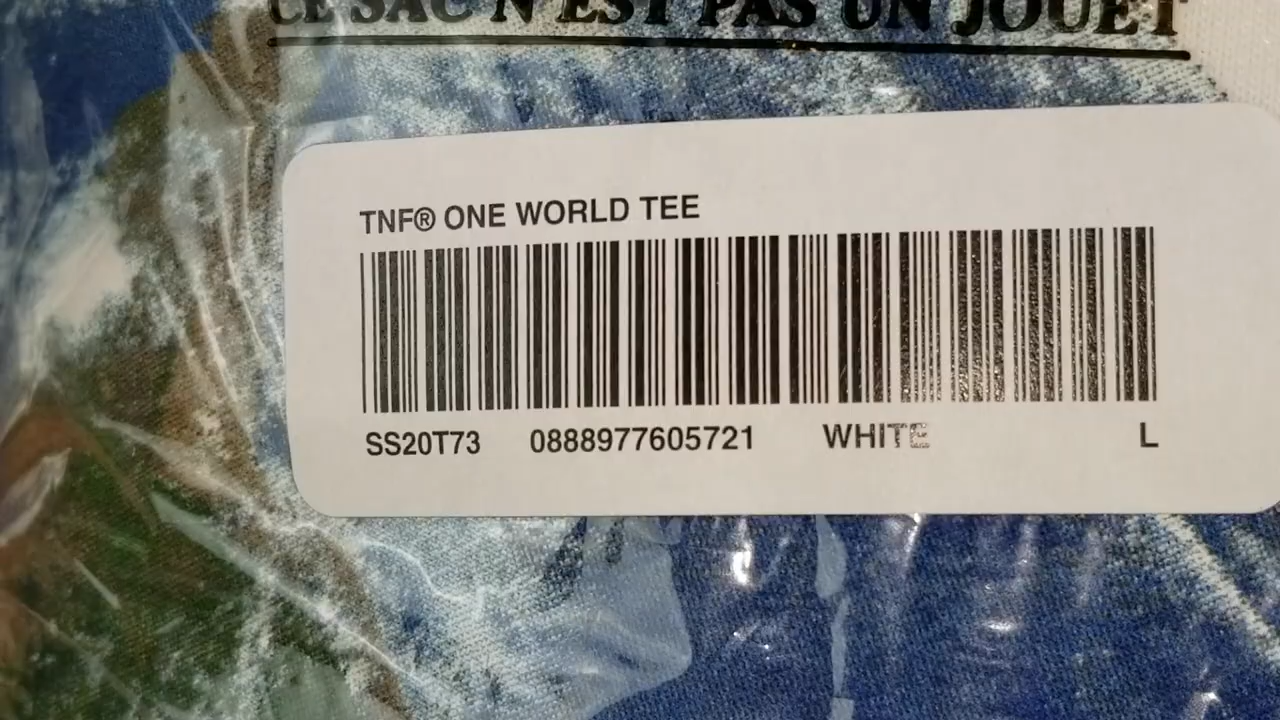 CE SAC N'EST PAS UN JOUET
TNF® ONE WORLD TEE
SS20T73 0888977605721 WHITE L